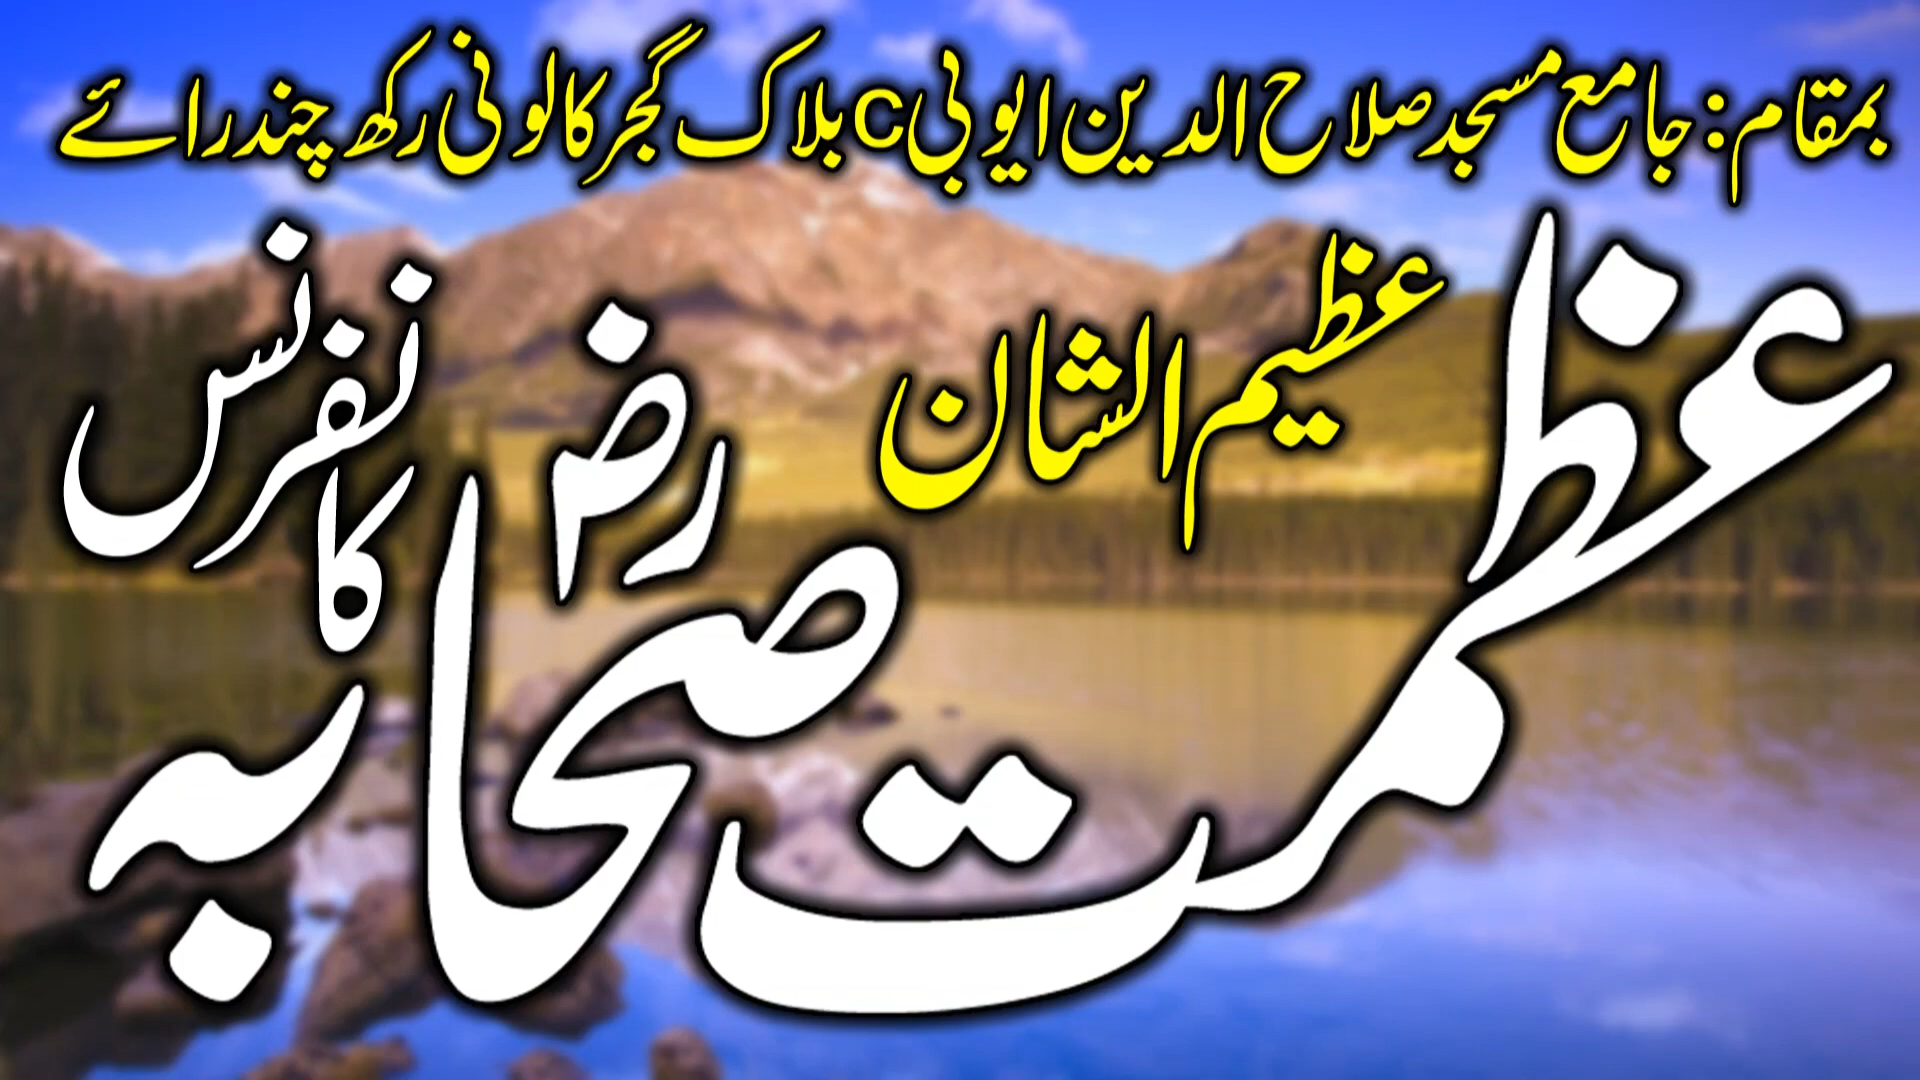 بمقام: جامع مسجد صلاح الدین ایوبی C بلاک گجر کالونی رکھ چندرائے
عظیم الشان
عظمت صحابہ رض کانفرنس